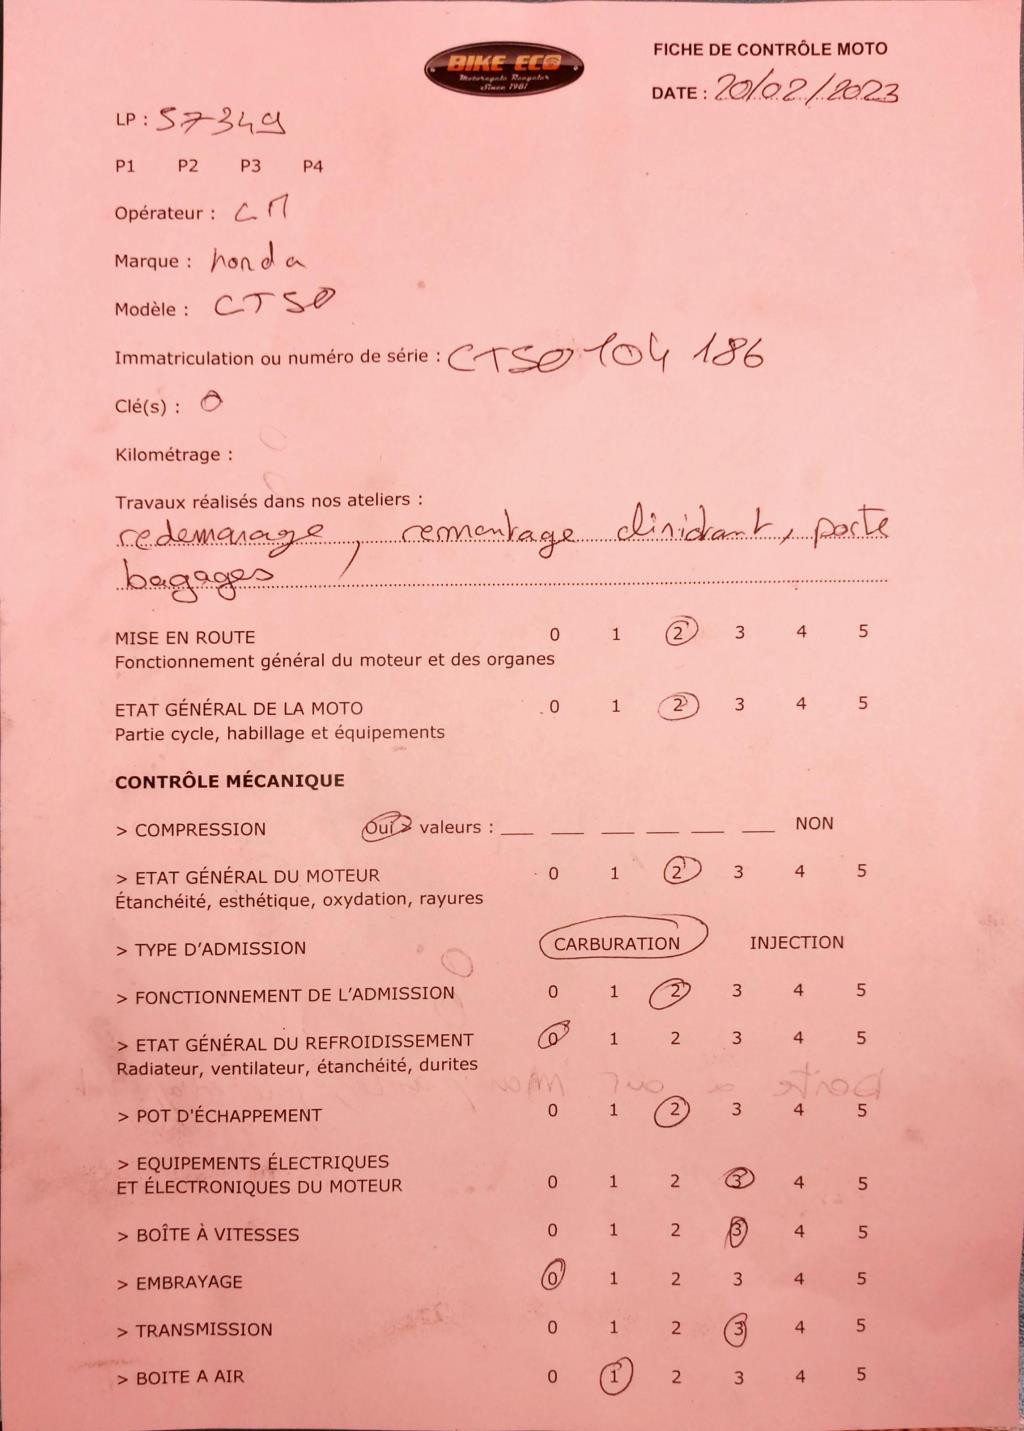 BIKE ECO
Motorcycle Recycler
Since 1981
FICHE DE CONTRÔLE MOTO
DATE : 20/02/2023
LP : 57349
P1 P2 P3 P4
Opérateur : CM
Marque : honda
Modèle : CT50
Immatriculation ou numéro de série : CT50 104 186
Clé(s) : 0
Kilométrage :
Travaux réalisés dans nos ateliers :
redemarage, remontage porte
bagages
MISE EN ROUTE 0 1 2 3 4 5
Fonctionnement général du moteur et des organes
ETAT GÉNÉRAL DE LA MOTO 0 1 2 3 4 5
Partie cycle, habillage et équipements
CONTRÔLE MÉCANIQUE
> COMPRESSION Oui > valeurs : __ __ __ __ __ __ NON
> ETAT GÉNÉRAL DU MOTEUR 0 1 2 3 4 5
Étanchéité, esthétique, oxydation, rayures
> TYPE D'ADMISSION CARBURATION INJECTION
> FONCTIONNEMENT DE L'ADMISSION 0 1 2 3 4 5
> ETAT GÉNÉRAL DU REFROIDISSEMENT 0 1 2 3 4 5
Radiateur, ventilateur, étanchéité, durites
> POT D'ÉCHAPPEMENT 0 1 2 3 4 5
> EQUIPEMENTS ÉLECTRIQUES
ET ÉLECTRONIQUES DU MOTEUR 0 1 2 3 4 5
> BOÎTE À VITESSES 0 1 2 3 4 5
> EMBRAYAGE 0 1 2 3 4 5
> TRANSMISSION 0 1 2 3 4 5
> BOITE A AIR 0 1 2 3 4 5